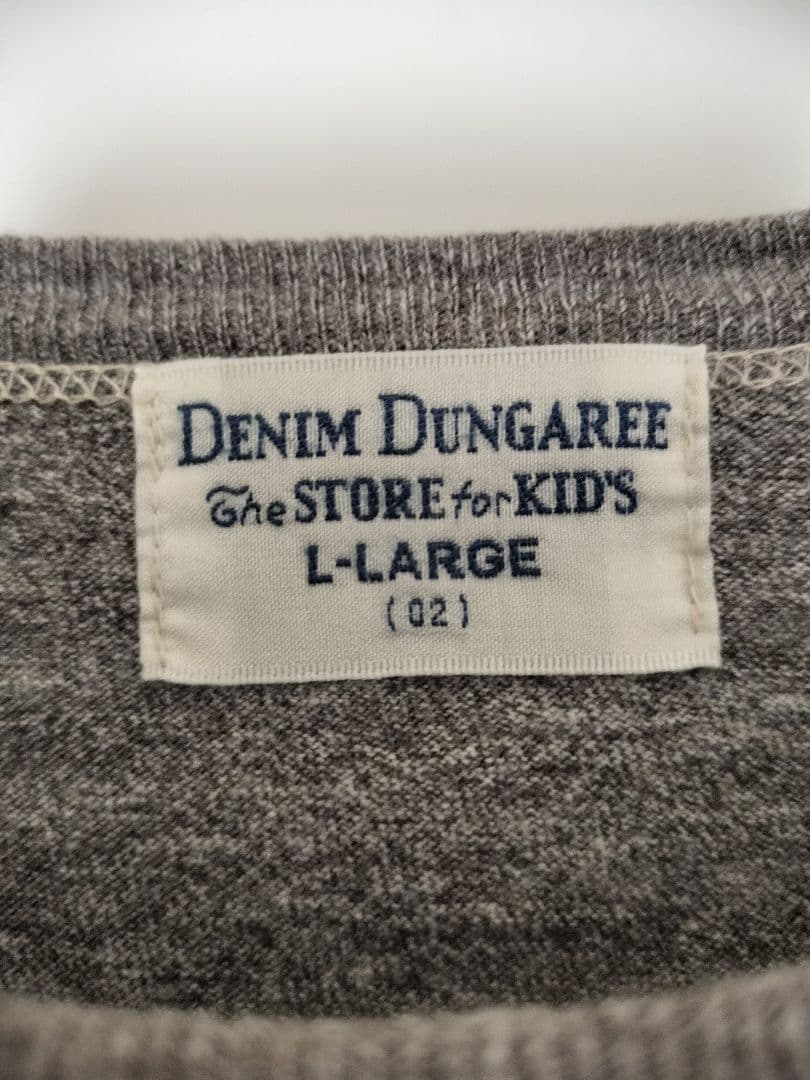 DENIM DUNGAREE
The STORE for KID'S
L-LARGE
(02)